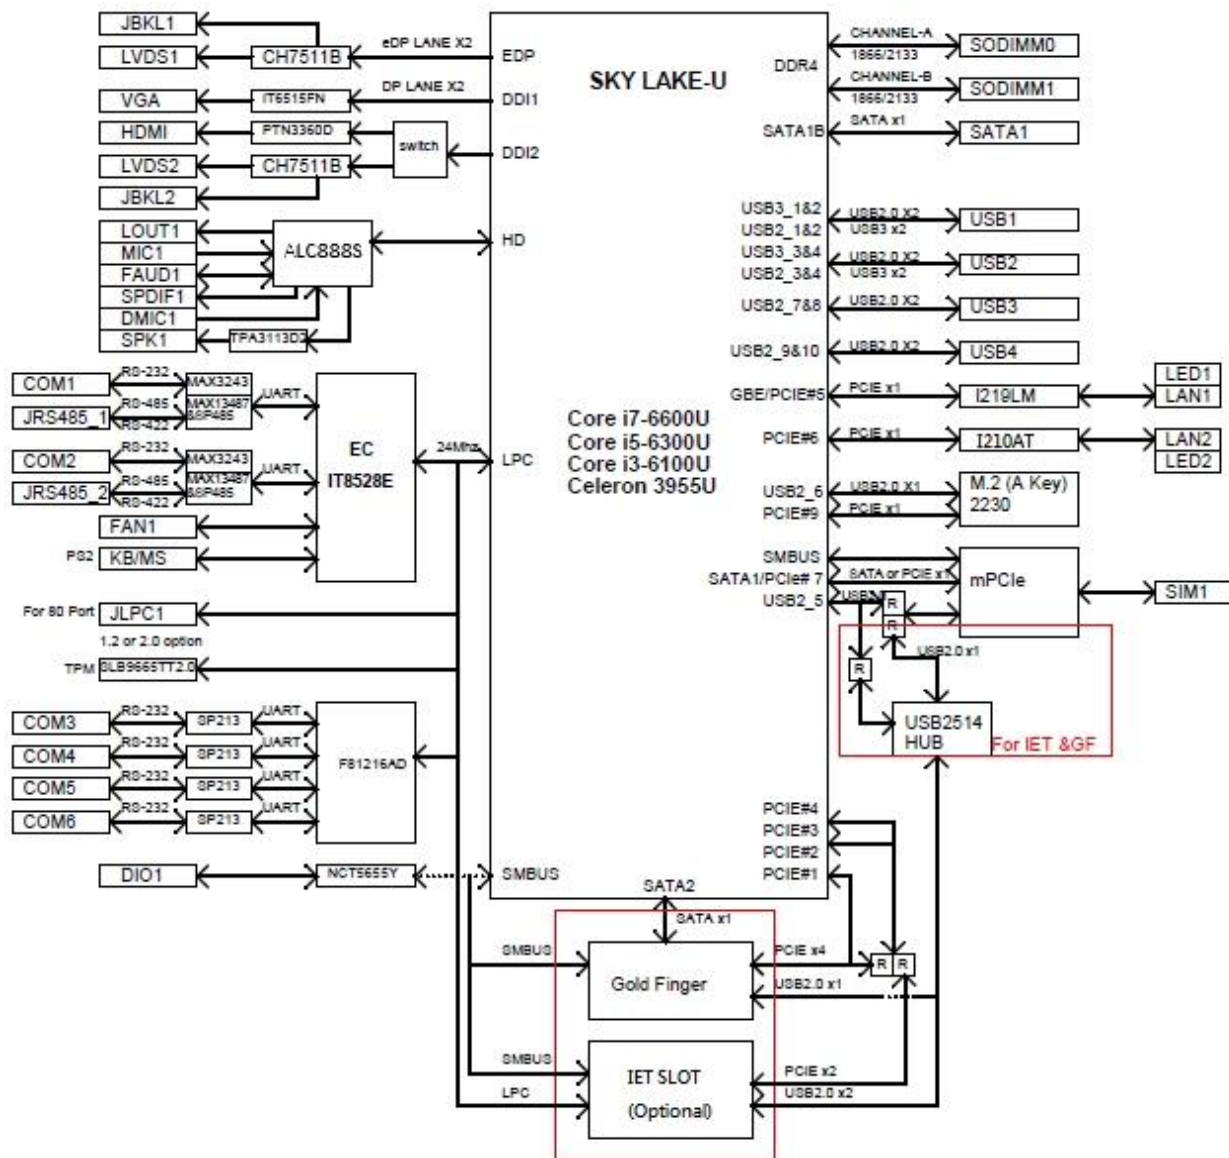 JBKL1
eDP LANE X2
LVDS1
CH7511B
EDP
SKY LAKE-U
DP LANE X2
VGA
IT6515FN
DDI1
HDMI
PTN3360D
switch
LVDS2
CH7511B
DDI2
JBKL2
LOUT1
MIC1
FAUD1
SPDIF1
DMIC1
SPK1
ALC888S
HD
TPA3113D2
DDR4
CHANNEL-A
1866/2133
SODIMM0
CHANNEL-B
1866/2133
SODIMM1
SATA1B
SATA x1
SATA1
USB3_1&2
USB2_1&2
USB2.0 X2
USB3 x2
USB1
USB3_3&4
USB2_3&4
USB2.0 X2
USB3 x2
USB2
USB2_7&8
USB2.0 X2
USB3
USB2_9&10
USB2.0 X2
USB4
GBE/PCIE#5
PCIE x1
I219LM
LED1
LAN1
PCIE#6
PCIE x1
I210AT
LAN2
LED2
USB2_6
PCIE#9
USB2.0 X1
PCIE x1
M.2 (A Key)
2230
SMBUS
SATA1/PCIe# 7
USB2_5
SATA or PCIE x1
mPCIe
SIM1
R
R
R
USB2.0 x1
USB2514
HUB
For IET &GF
COM1
RS-232
MAX3243
UART
JRS485_1
RS-485
RS-422
MAX13487
&SP485
COM2
RS-232
MAX3243
UART
JRS485_2
RS-485
RS-422
MAX13487
&SP485
FAN1
PS2
KB/MS
EC
IT8528E
24Mhz
LPC
Core i7-6600U
Core i5-6300U
Core i3-6100U
Celeron 3955U
For 80 Port
JLPC1
1.2 or 2.0 option
TPM
SLB9665TT2.0
COM3
RS-232
SP213
UART
COM4
RS-232
SP213
UART
COM5
RS-232
SP213
UART
COM6
RS-232
SP213
UART
F81216AD
DIO1
NCT5655Y
SMBUS
PCIE#4
PCIE#3
PCIE#2
PCIE#1
SATA2
SATA x1
SMBUS
Gold Finger
PCIE x4
R
R
USB2.0 x1
SMBUS
LPC
IET SLOT
(Optional)
PCIE x2
USB2.0 x2